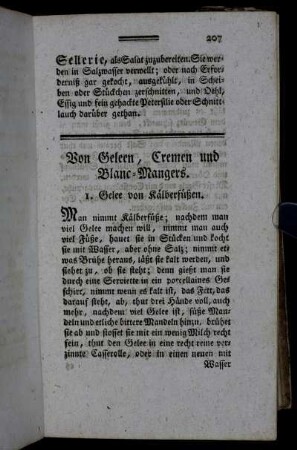 207
Sellerie, als Salat zuzubereiten. Sie wer-
den in Salzwasser verwellt; oder nach Erfor-
derniß gar gekocht, ausgekühlt, in Schei-
ben oder Stückchen zerschnitten, und Oehl,
Essig und fein gehackte Petersilie oder Schnitt-
lauch darüber gethan.
Von Geleen, Cremen und
Blanc-Mangers.
1. Gelee von Kälberfüßen.
Man nimmt Kälberfüße; nachdem man
viel Gelee machen will, nimmt man auch
viel Füße, hauet sie in Stücken und kocht
sie mit Wasser, aber ohne Salz; nimmt et-
was Brühe heraus, läßt sie kalt werden, und
siehet zu, ob sie steht; denn gießt man sie
durch eine Serviette in ein porcellaines Ge-
schirr, nimmt wenn es kalt ist, das Fett, das
darauf steht, ab, thut drei Hände voll, auch
mehr, nachdem viel Gelee ist, süße Man-
deln und etliche bittere Mandeln hinzu, brühet
sie ab und stosset sie mit ein wenig Milch recht
fein, thut den Gelee in eine recht reine ver-
zinnte Casserolle, oder in einen neuen mit
Wasser